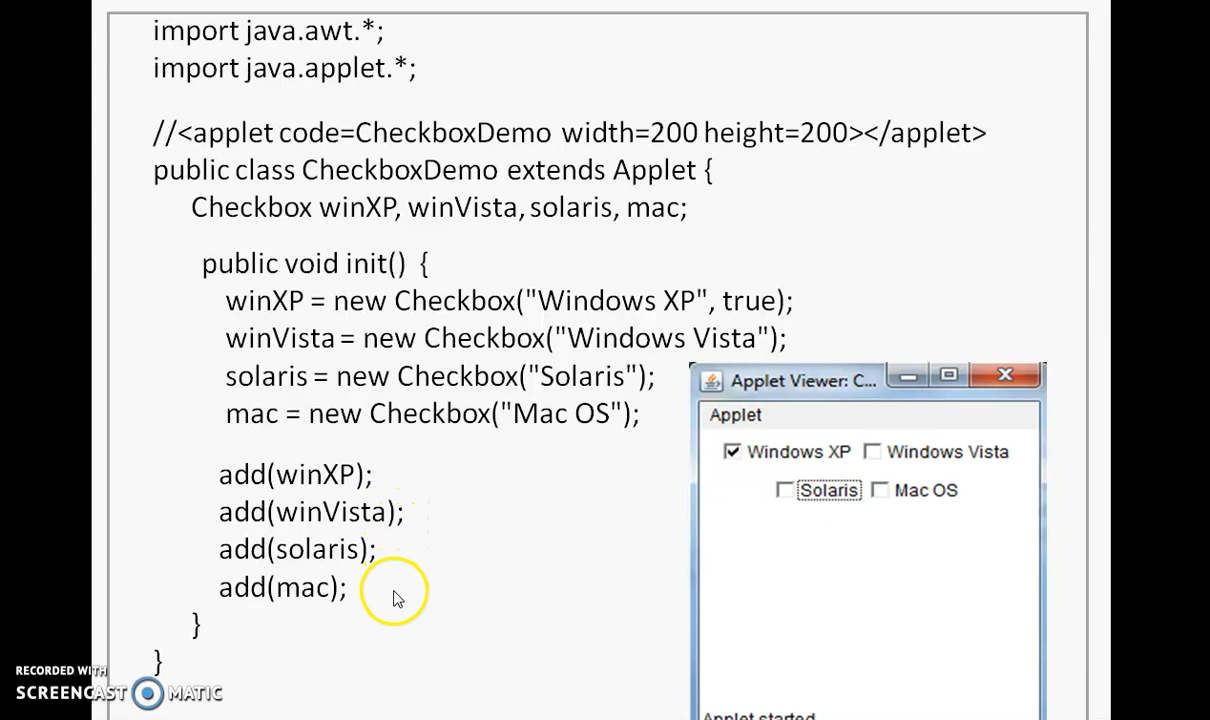 import java.awt.*;
import java.applet.*;
//<applet code=CheckboxDemo width=200 height=200></applet>
public class CheckboxDemo extends Applet {
Checkbox winXP, winVista, solaris, mac;
public void init() {
winXP = new Checkbox("Windows XP", true);
winVista = new Checkbox("Windows Vista");
solaris = new Checkbox("Solaris");
mac = new Checkbox("Mac OS");
add(winXP);
add(winVista);
add(solaris);
add(mac);
}
}
Applet Viewer: C...
Applet
Windows XP Windows Vista
Solaris Mac OS
Applet started
RECORDED WITH
SCREENCAST MATIC